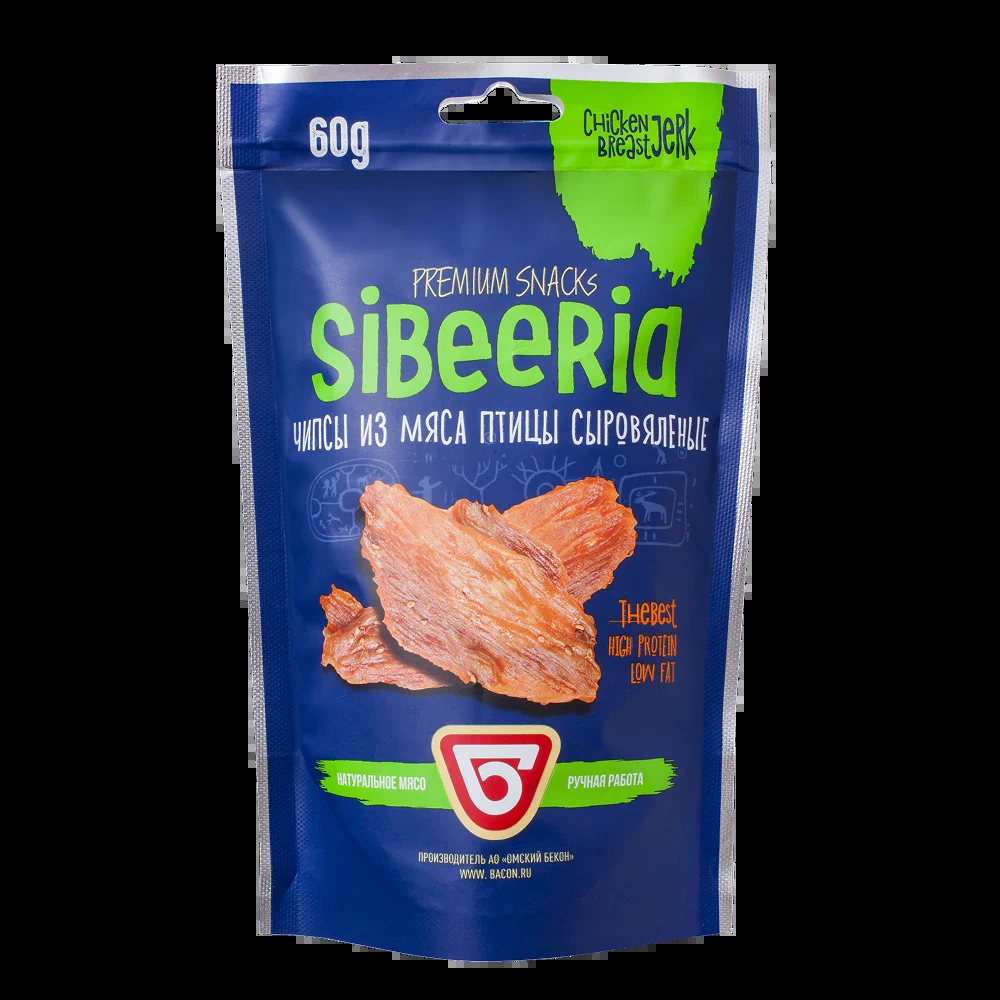 60g
CHICKEN
BREAST JERK
PREMIUM SNACKS
SiBEERIA
ЧИПСЫ ИЗ МЯСА ПТИЦЫ СЫРОВЯЛЕНЫЕ
THEBEST
HIGH PROTEIN
LOW FAT
Б
НАТУРАЛЬНОЕ МЯСО
РУЧНАЯ РАБОТА
ПРОИЗВОДИТЕЛЬ АО «ОМСКИЙ БЕКОН»
WWW. BACON.RU